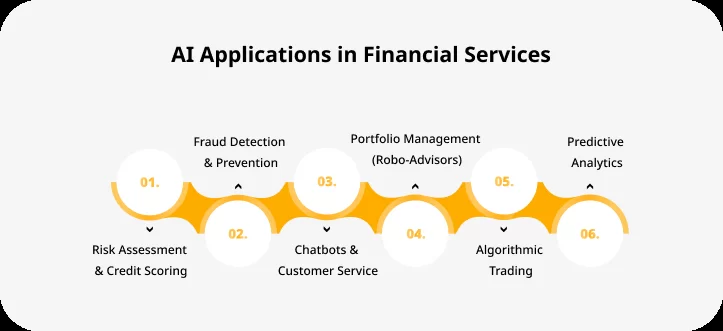 AI Applications in Financial Services
01.
Risk Assessment
& Credit Scoring
Fraud Detection
& Prevention
02.
03.
Chatbots &
Customer Service
Portfolio Management
(Robo-Advisors)
04.
05.
Algorithmic
Trading
Predictive
Analytics
06.